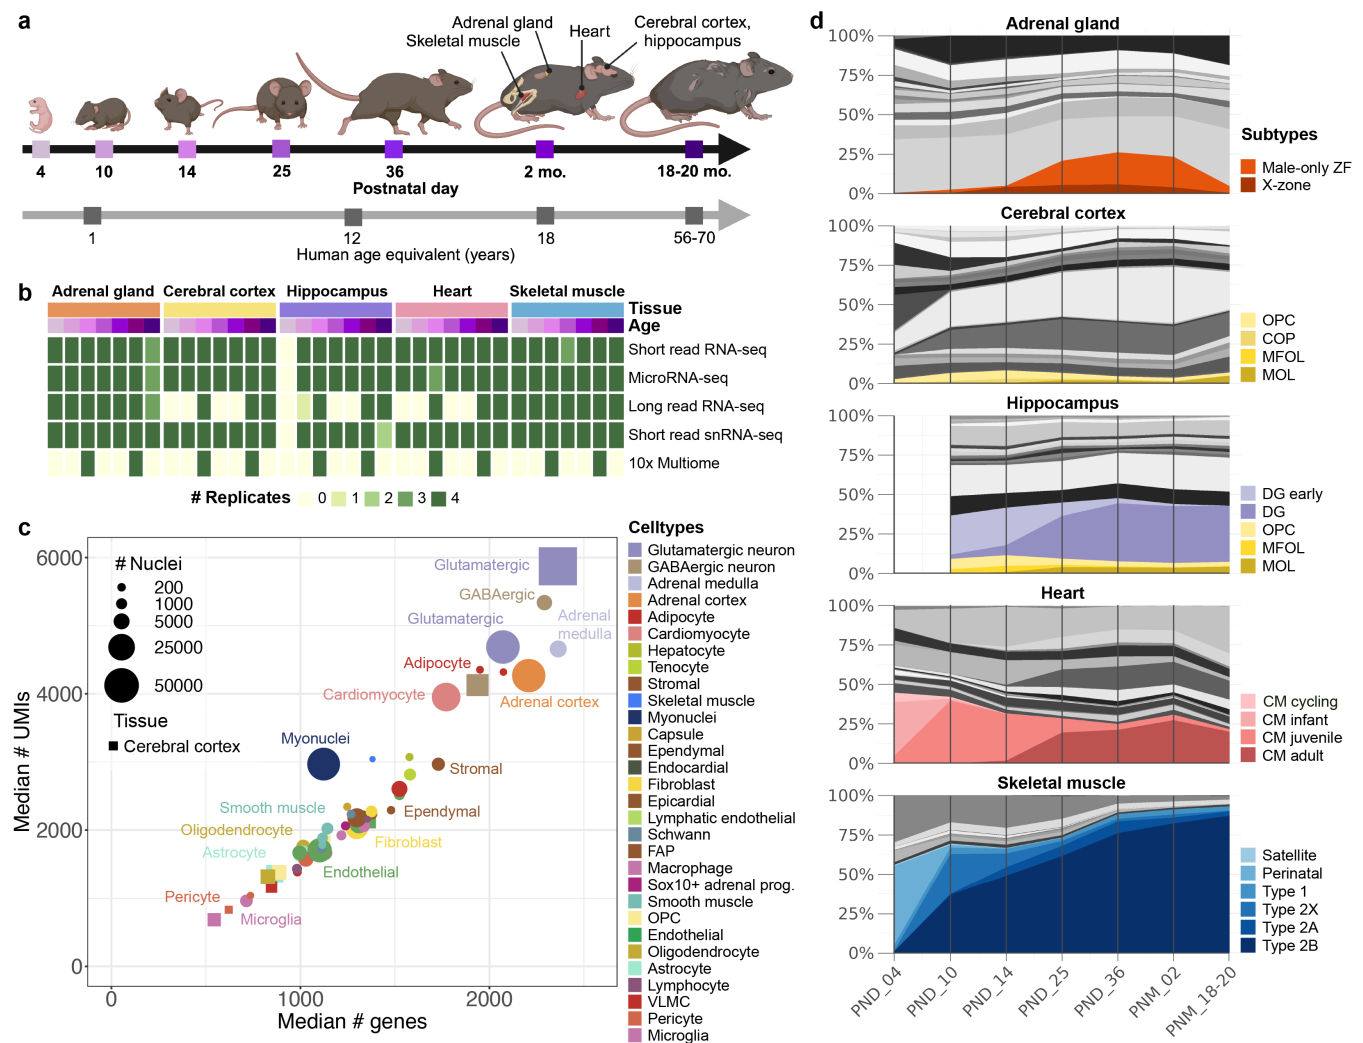 a
Adrenal gland
Skeletal muscle
Heart
Cerebral cortex,
hippocampus
4
10
14
25
36
2 mo.
18-20 mo.
Postnatal day
1
12
18
56-70
Human age equivalent (years)
b
Adrenal gland
Cerebral cortex
Hippocampus
Heart
Skeletal muscle
Tissue
Age
Short read RNA-seq
MicroRNA-seq
Long read RNA-seq
Short read snRNA-seq
10x Multiome
# Replicates
0
1
2
3
4
c
6000
4000
2000
0
Median # UMIs
0
1000
2000
Median # genes
# Nuclei
200
1000
5000
25000
50000
Tissue
Cerebral cortex
Glutamatergic
GABAergic
Glutamatergic
Adrenal
medulla
Adipocyte
Cardiomyocyte
Adrenal cortex
Myonuclei
Stromal
Smooth muscle
Ependymal
Oligodendrocyte
Fibroblast
Astrocyte
Endothelial
Pericyte
Microglia
Celltypes
Glutamatergic neuron
GABAergic neuron
Adrenal medulla
Adrenal cortex
Adipocyte
Cardiomyocyte
Hepatocyte
Tenocyte
Stromal
Skeletal muscle
Myonuclei
Capsule
Ependymal
Endocardial
Fibroblast
Epicardial
Lymphatic endothelial
Schwann
FAP
Macrophage
Sox10+ adrenal prog.
Smooth muscle
OPC
Endothelial
Oligodendrocyte
Astrocyte
Lymphocyte
VLMC
Pericyte
Microglia
d
Adrenal gland
100%
75%
50%
25%
0%
Subtypes
Male-only ZF
X-zone
Cerebral cortex
100%
75%
50%
25%
0%
OPC
COP
MFOL
MOL
Hippocampus
100%
75%
50%
25%
0%
DG early
DG
OPC
MFOL
MOL
Heart
100%
75%
50%
25%
0%
CM cycling
CM infant
CM juvenile
CM adult
Skeletal muscle
100%
75%
50%
25%
0%
Satellite
Perinatal
Type 1
Type 2X
Type 2A
Type 2B
PND_04
PND_10
PND_14
PND_25
PND_36
PNM_02
PNM_18-20